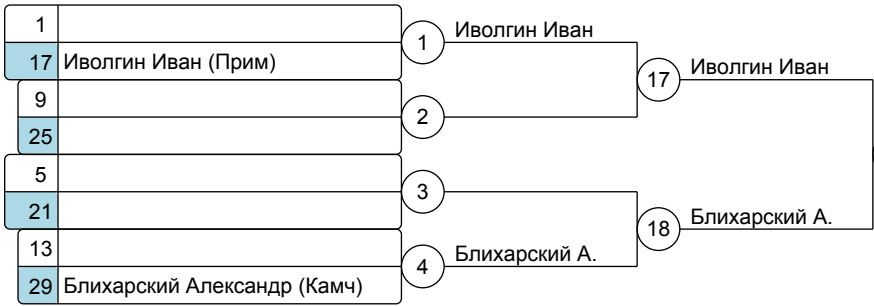 1
Иволгин Иван
17 Иволгин Иван (Прим)
1
Иволгин Иван
9
17
25
2
5
21
3
Блихарский А.
13
18
Блихарский А.
29 Блихарский Александр (Камч)
4